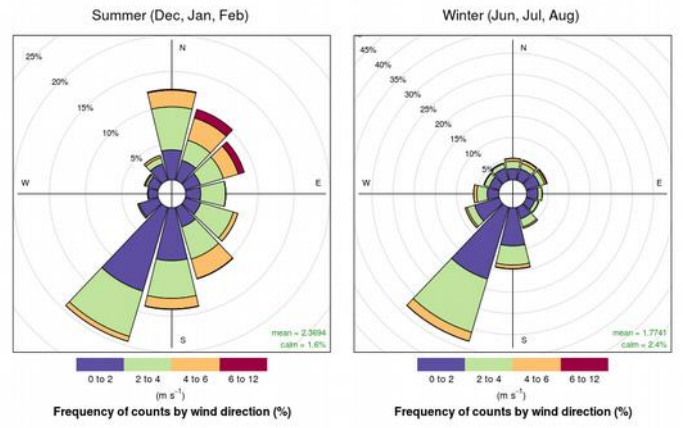 Summer (Dec, Jan, Feb)
N
25%
20%
15%
10%
5%
W
E
S
mean = 2.3694
calm = 1.6%
0 to 2
2 to 4
4 to 6
6 to 12
(m s⁻¹)
Frequency of counts by wind direction (%)
Winter (Jun, Jul, Aug)
N
45%
40%
35%
30%
25%
20%
15%
10%
5%
W
E
S
mean = 1.7741
calm = 2.4%
0 to 2
2 to 4
4 to 6
6 to 12
(m s⁻¹)
Frequency of counts by wind direction (%)